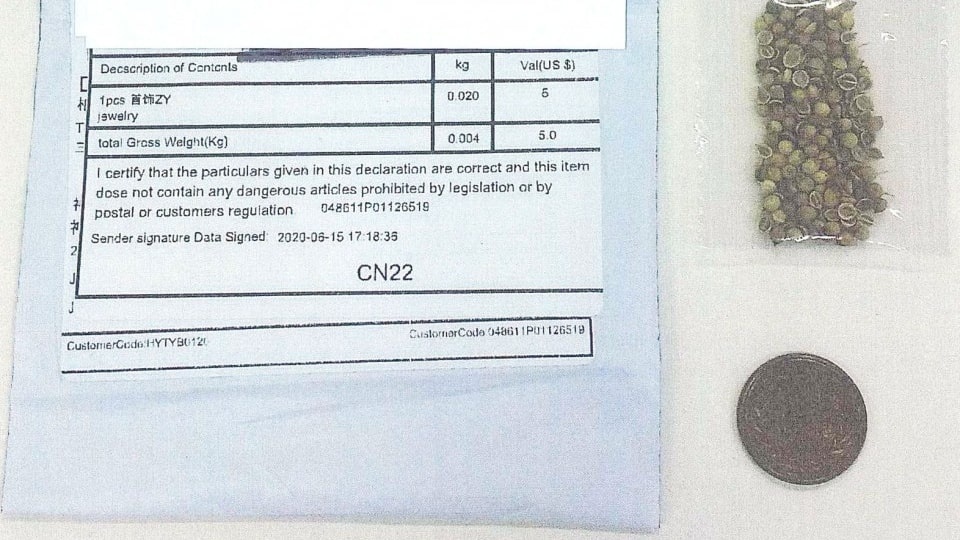 Decscription of Contents kg Val(US $)
1pcs 首饰ZY 0.020 5
jewelry
total Gross Weight(Kg) 0.004 5.0
I certify that the particulars given in this declaration are correct and this item
dose not contain any dangerous articles prohibited by legislation or by
postal or customers regulation 048611P01126519
Sender signature Data Signed: 2020-06-15 17:18:36
CN22
CustomerCode:HYTYB0120 CustomerCode 048611P01126519